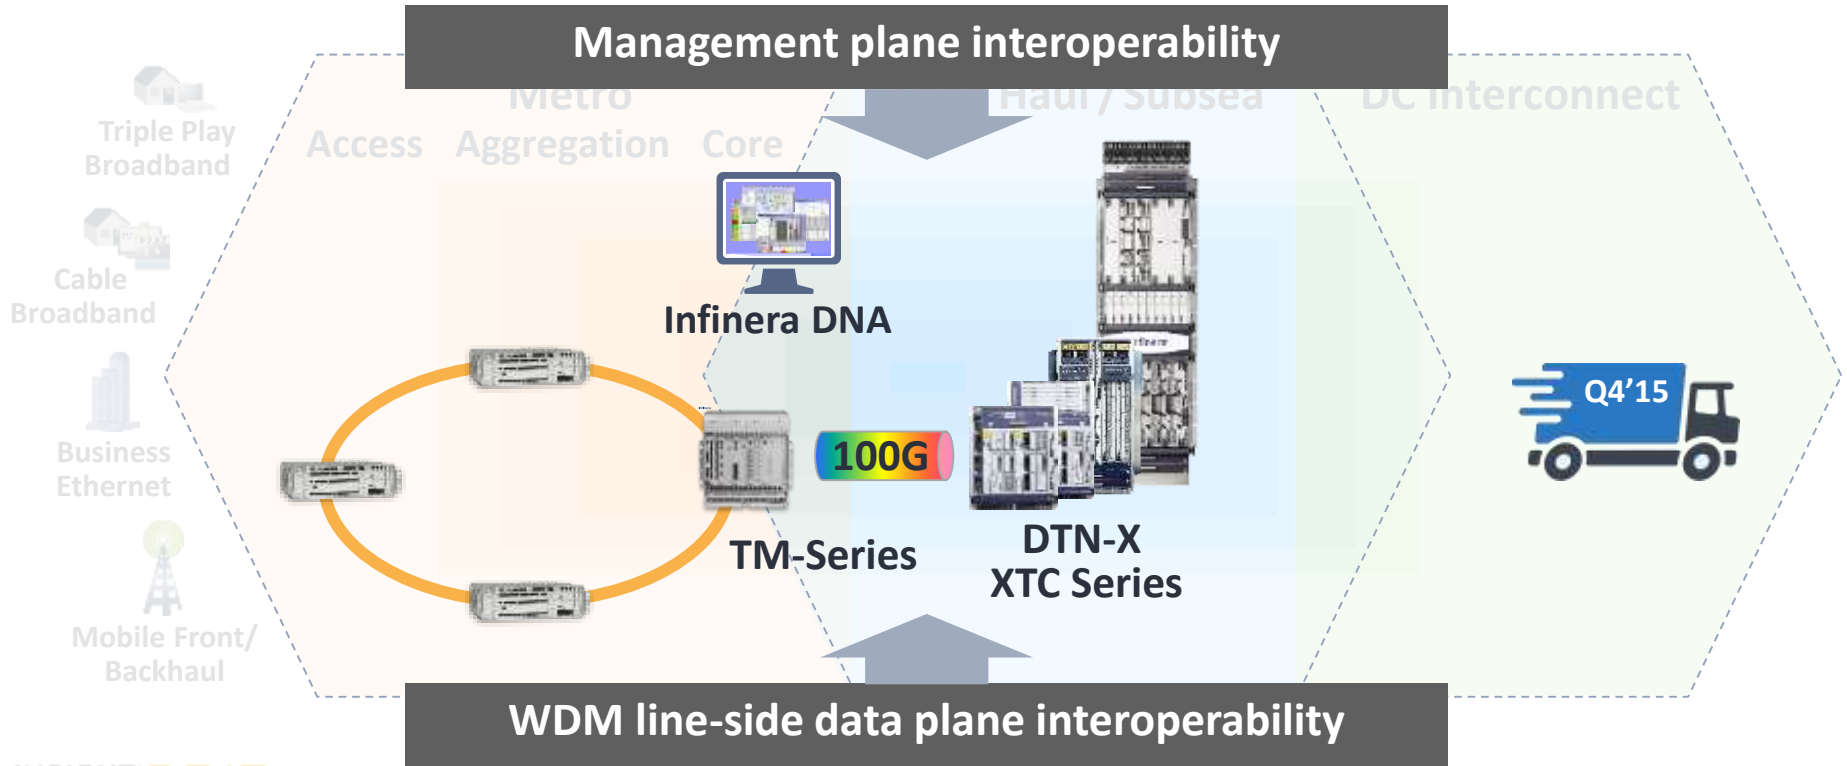 Management plane interoperability
Metro
Haul / Subsea
DC Interconnect
Triple Play
Broadband
Access
Aggregation
Core
Cable
Broadband
Infinera DNA
Business
Ethernet
100G
Q4’15
TM-Series
DTN-X
XTC Series
Mobile Front/
Backhaul
WDM line-side data plane interoperability